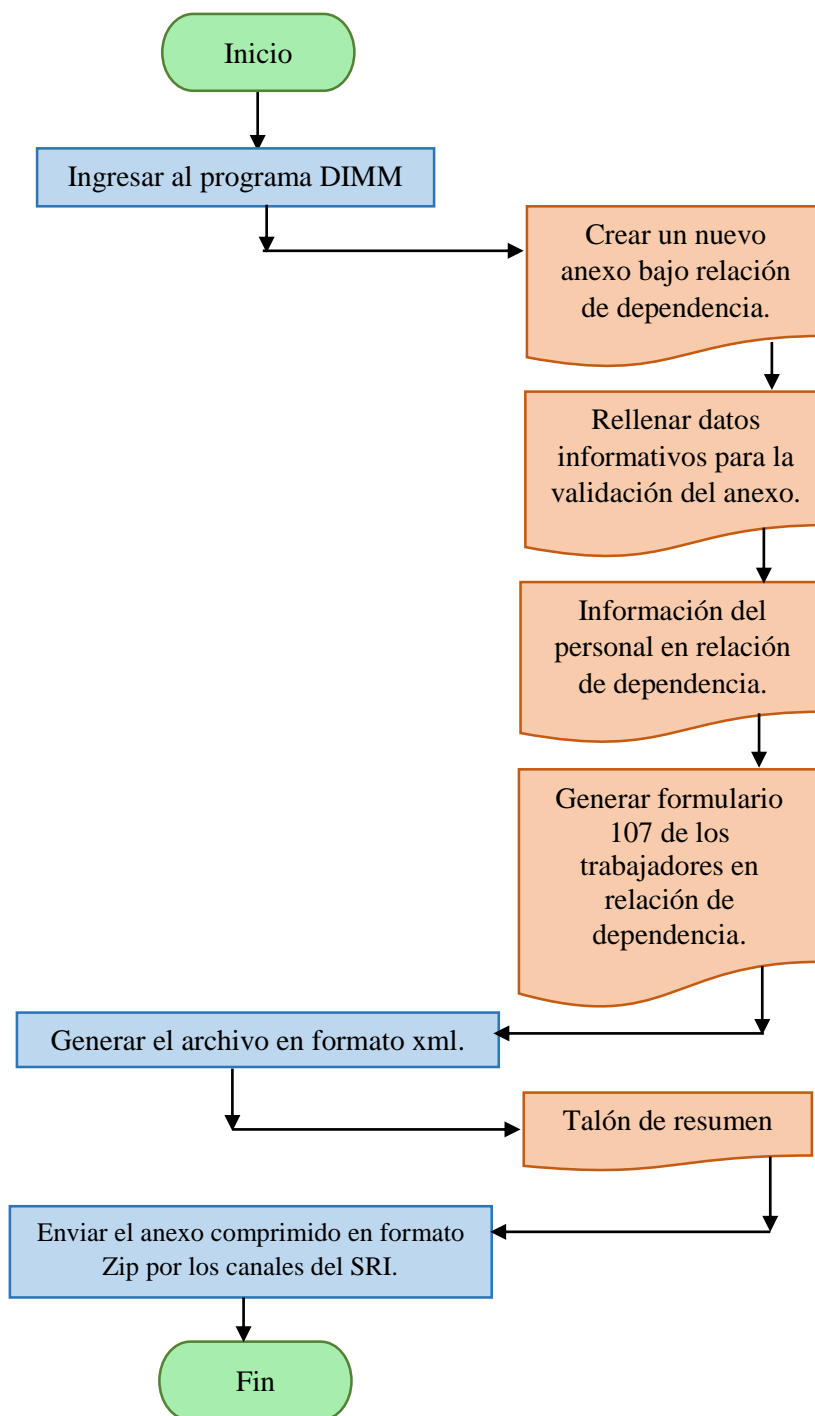 Inicio
Ingresar al programa DIMM
Crear un nuevo
anexo bajo relación
de dependencia.
Rellenar datos
informativos para la
validación del anexo.
Información del
personal en relación
de dependencia.
Generar formulario
107 de los
trabajadores en
relación de
dependencia.
Generar el archivo en formato xml.
Talón de resumen
Enviar el anexo comprimido en formato
Zip por los canales del SRI.
Fin